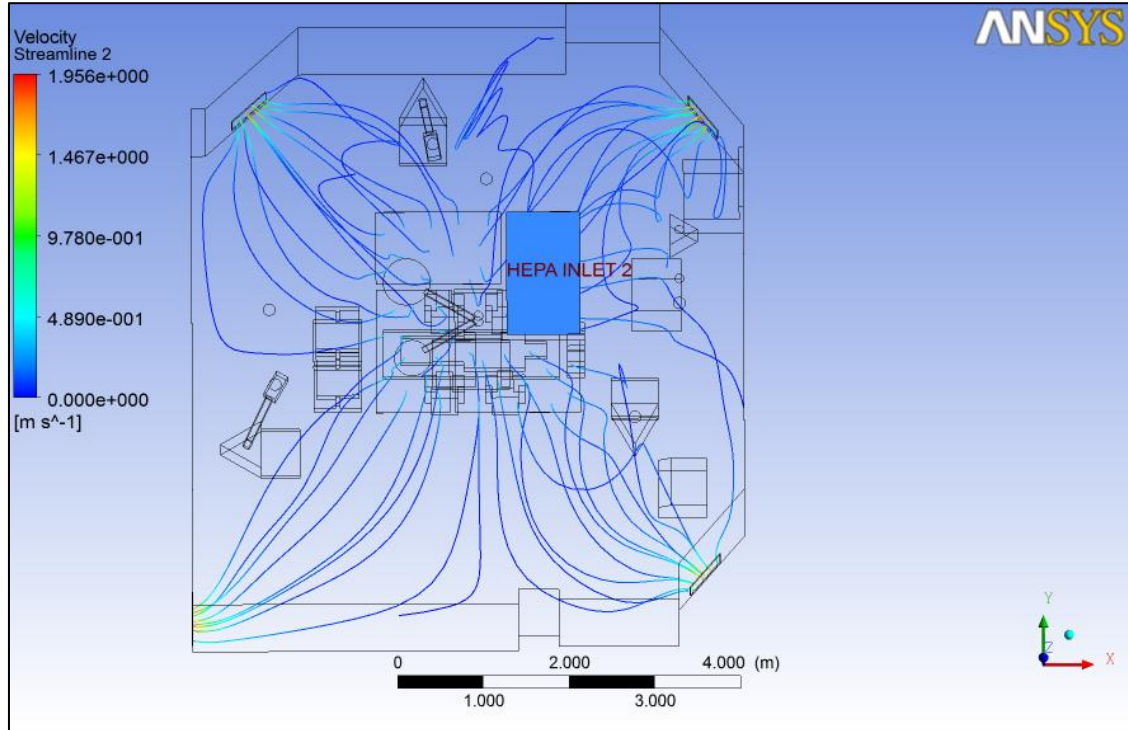 ANSYS
Velocity
Streamline 2
1.956e+000
1.467e+000
9.780e-001
4.890e-001
0.000e+000
[m s^-1]
HEPA INLET 2
0 2.000 4.000 (m)
1.000 3.000
Y
Z X